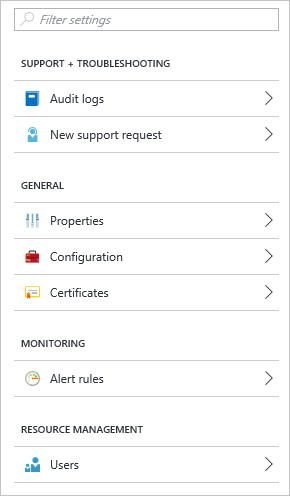 Filter settings
SUPPORT + TROUBLESHOOTING
Audit logs
New support request
GENERAL
Properties
Configuration
Certificates
MONITORING
Alert rules
RESOURCE MANAGEMENT
Users